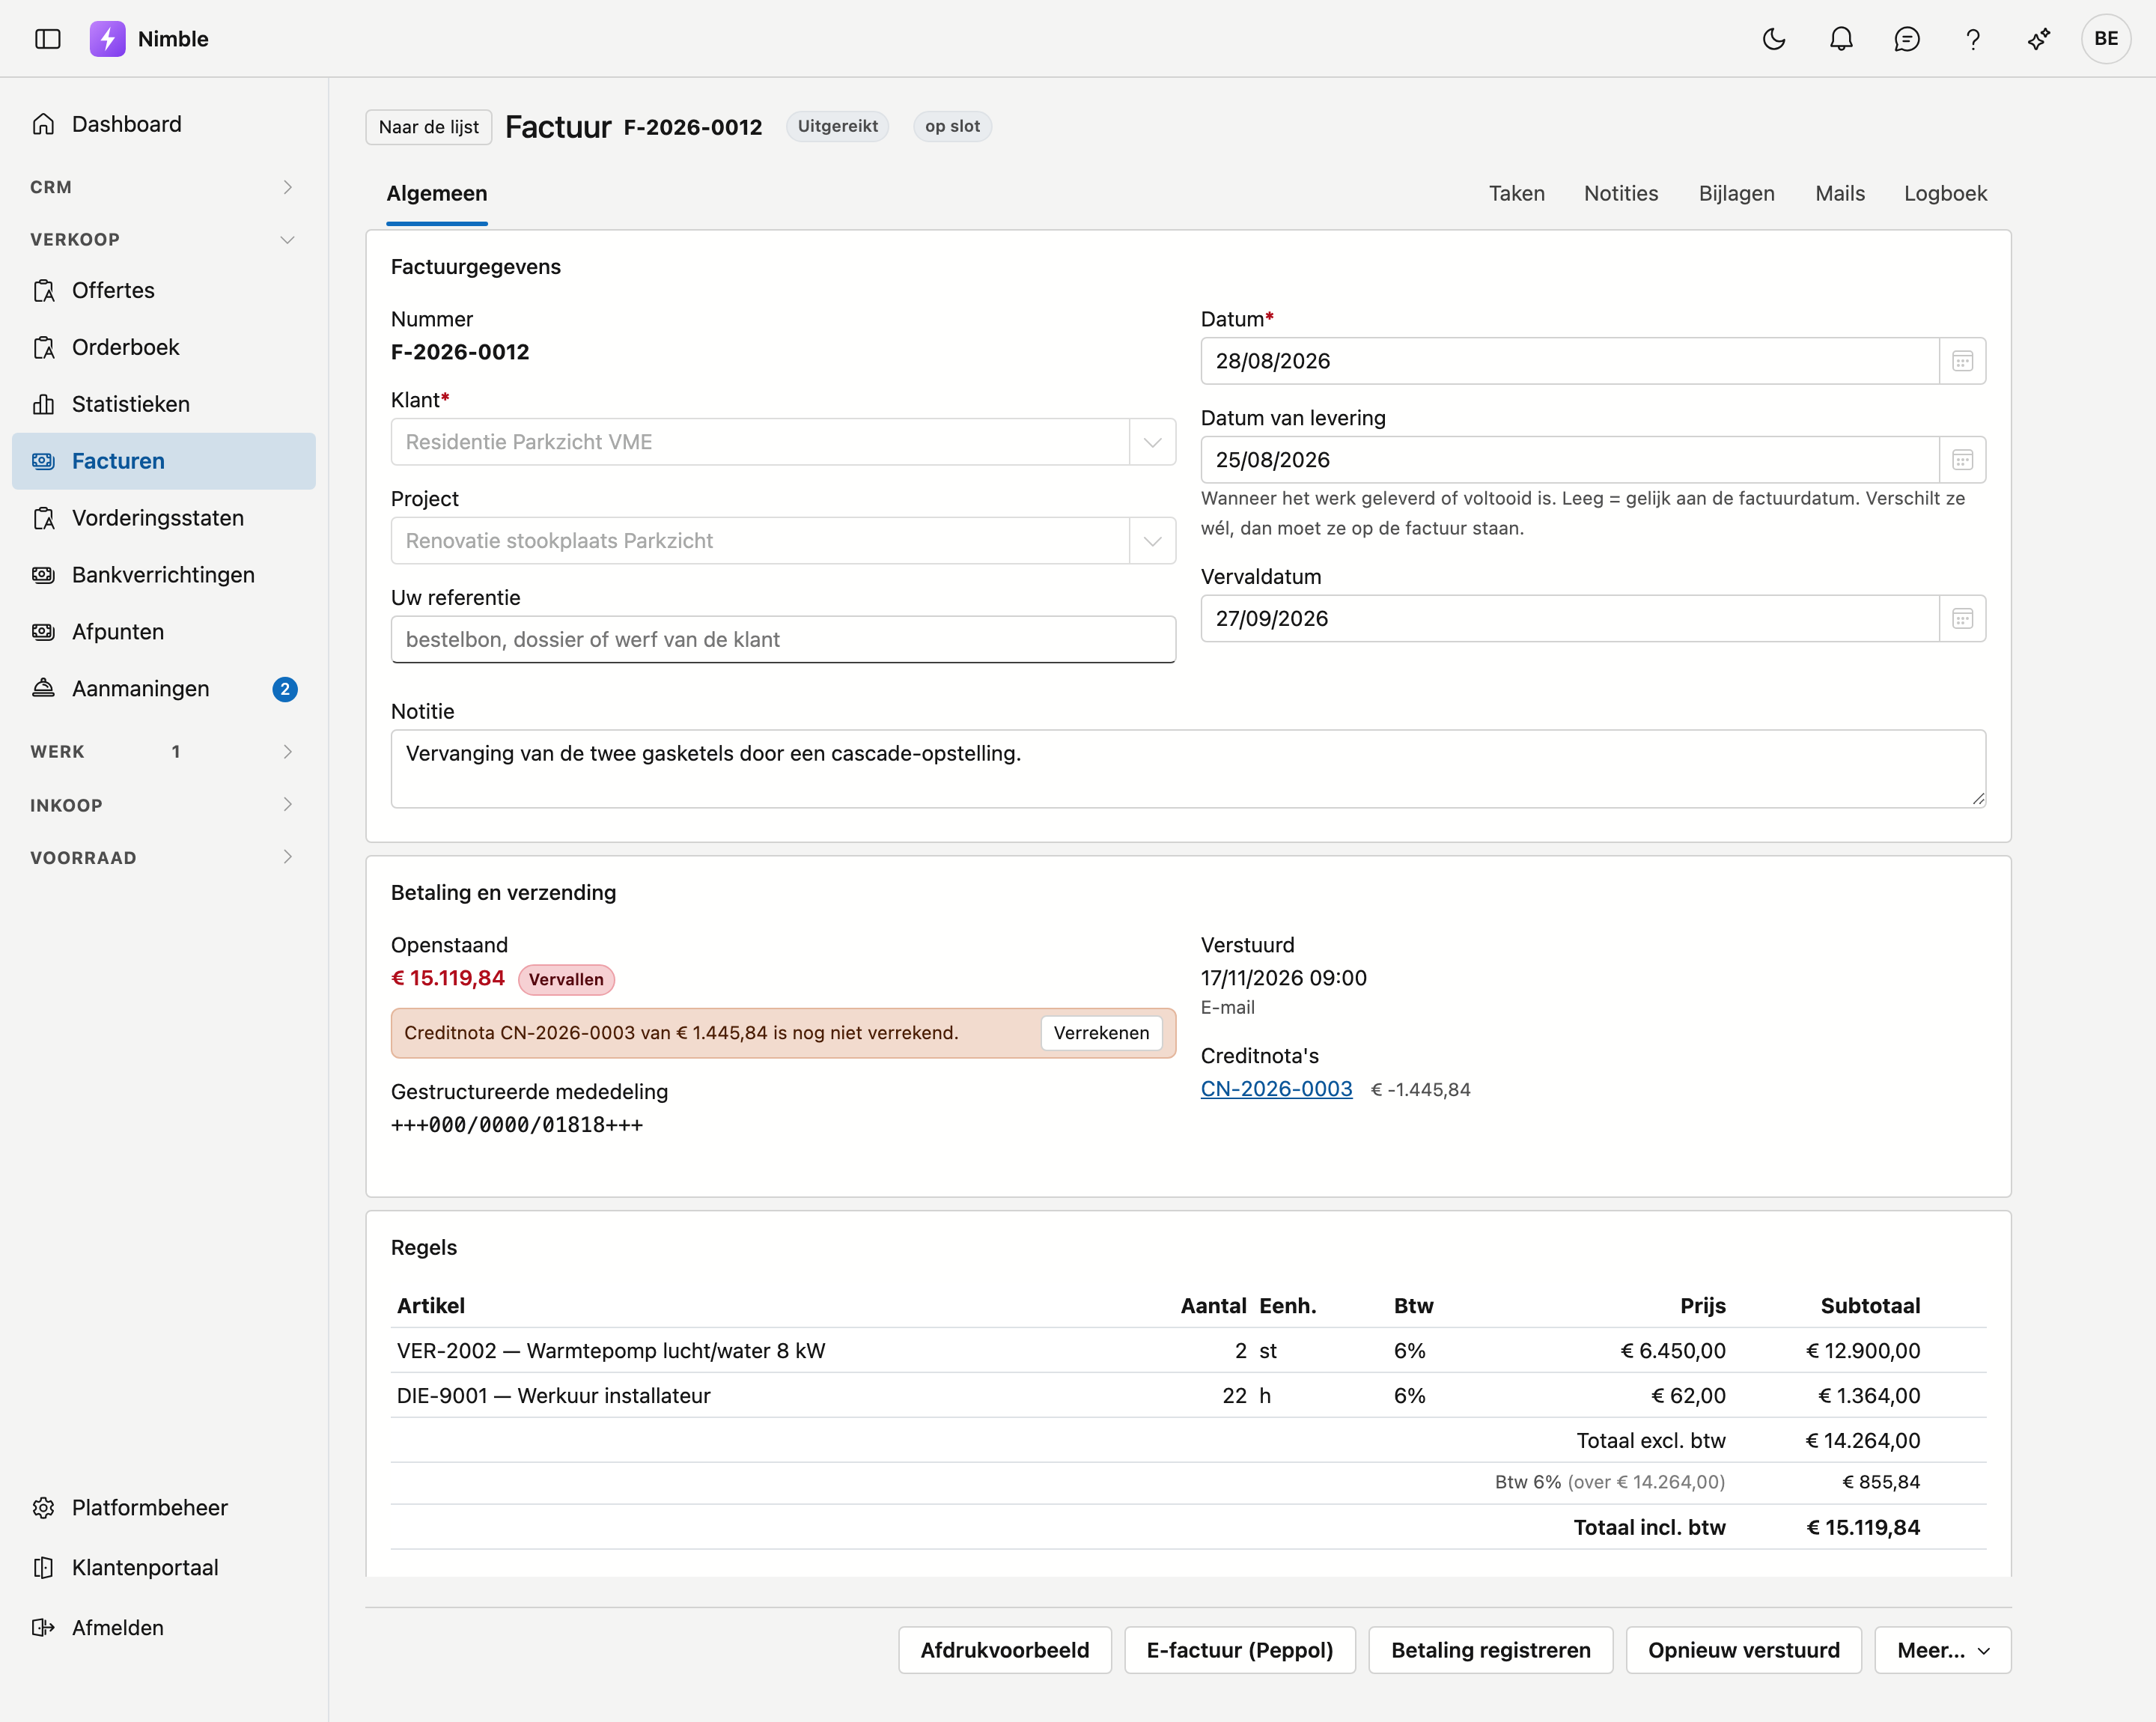 Nimble
BE
Dashboard
CRM
VERKOOP
Offertes
Orderboek
Statistieken
Facturen
Vorderingsstaten
Bankverrichtingen
Afpunten
Aanmaningen 2
WERK 1
INKOOP
VOORRAAD
Platformbeheer
Klantenportaal
Afmelden
Naar de lijst Factuur F-2026-0012 Uitgereikt op slot
Algemeen Taken Notities Bijlagen Mails Logboek
Factuurgegevens
Nummer
F-2026-0012
Klant*
Residentie Parkzicht VME
Project
Renovatie stookplaats Parkzicht
Uw referentie
bestelbon, dossier of werf van de klant
Datum*
28/08/2026
Datum van levering
25/08/2026
Wanneer het werk geleverd of voltooid is. Leeg = gelijk aan de factuurdatum. Verschilt ze
wél, dan moet ze op de factuur staan.
Vervaldatum
27/09/2026
Notitie
Vervanging van de twee gasketels door een cascade-opstelling.
Betaling en verzending
Openstaand
€ 15.119,84 Vervallen
Creditnota CN-2026-0003 van € 1.445,84 is nog niet verrekend. Verrekenen
Gestructureerde mededeling
+++000/0000/01818+++
Verstuurd
17/11/2026 09:00
E-mail
Creditnota's
CN-2026-0003 € -1.445,84
Regels
Artikel Aantal Eenh. Btw Prijs Subtotaal
VER-2002 — Warmtepomp lucht/water 8 kW 2 st 6% € 6.450,00 € 12.900,00
DIE-9001 — Werkuur installateur 22 h 6% € 62,00 € 1.364,00
Totaal excl. btw € 14.264,00
Btw 6% (over € 14.264,00) € 855,84
Totaal incl. btw € 15.119,84
Afdrukvoorbeeld E-factuur (Peppol) Betaling registreren Opnieuw verstuurd Meer...